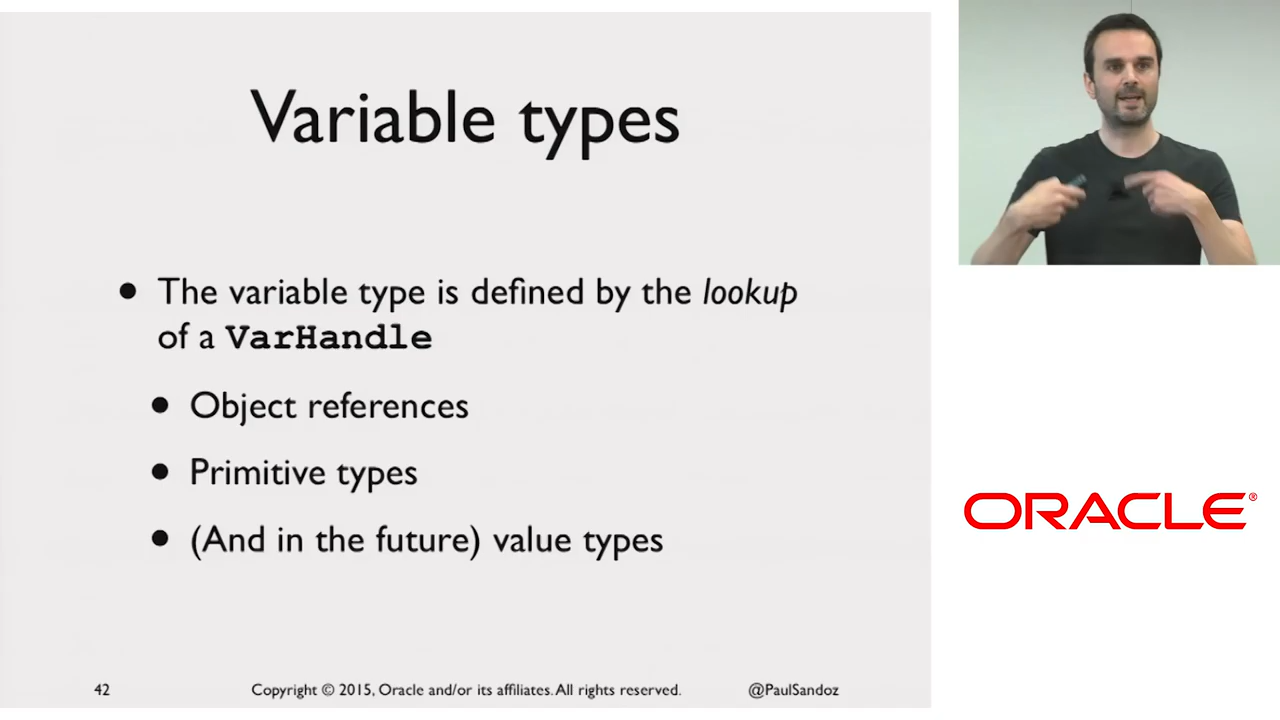 Variable types
• The variable type is defined by the lookup
of a VarHandle
• Object references
• Primitive types
• (And in the future) value types
42 Copyright © 2015, Oracle and/or its affiliates. All rights reserved. @PaulSandoz
ORACLE®